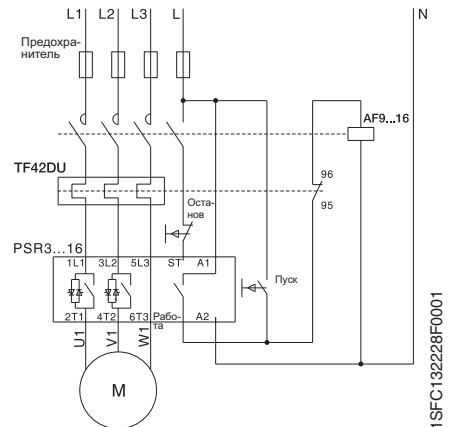 L1 L2 L3 L N
Предохра-
нитель
AF9...16
TF42DU
96
95
Оста-
нов
PSR3...16
1L1 3L2 5L3 ST A1
Пуск
2T1 4T2 6T3 Рабо-
та
A2
U1 V1 W1
M
1SFC132228F0001